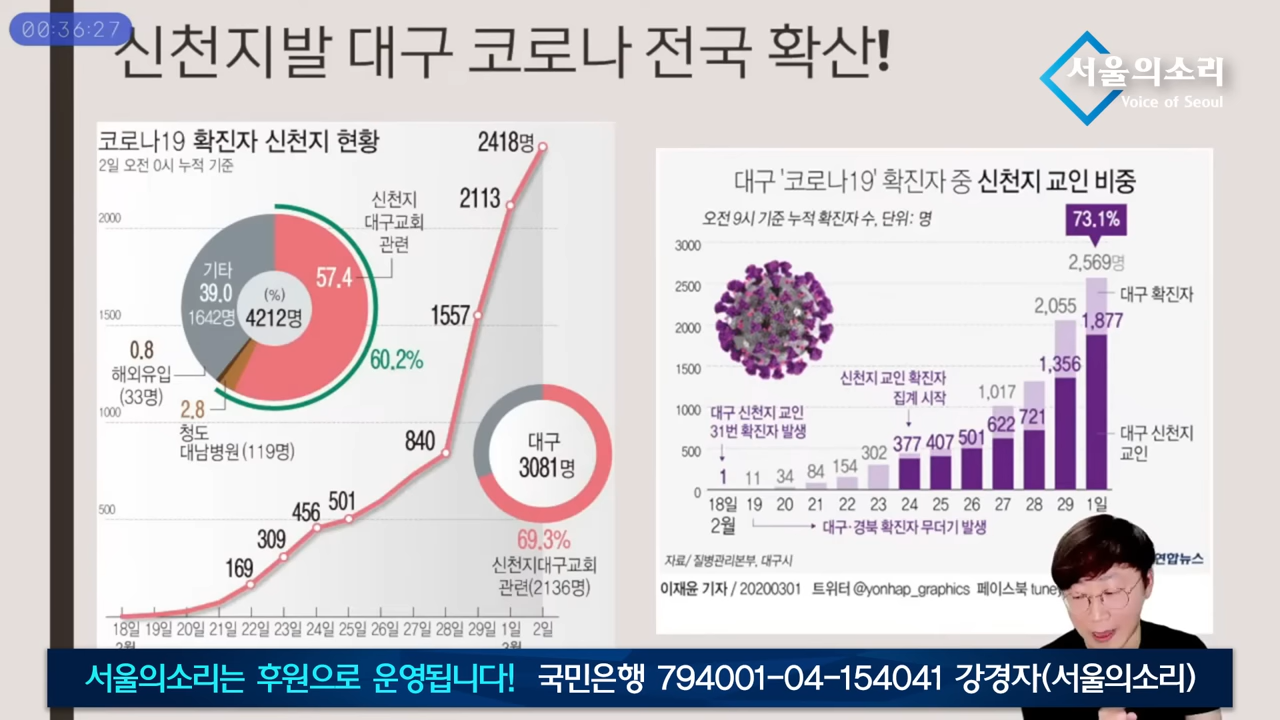 00:36:27
신천지발 대구 코로나 전국 확산!
서울의소리
Voice of Seoul
코로나19 확진자 신천지 현황
2일 오전 0시 누적 기준
2418명
2113
1557
840
501
456
309
169
2000
1500
1000
500
신천지
대구교회
관련
57.4
기타
39.0
1642명
(%)
4212명
60.2%
0.8
해외유입
(33명)
2.8
청도
대남병원(119명)
대구
3081명
69.3%
신천지대구교회
관련(2136명)
18일 19일 20일 21일 22일 23일 24일 25일 26일 27일 28일 29일 1일 2일
대구 '코로나19' 확진자 중 신천지 교인 비중
오전 9시 기준 누적 확진자 수, 단위: 명
73.1%
3000
2500
2000
1500
1000
500
0
2,569명
대구 확진자
2,055
1,877
1,356
신천지 교인 확진자
집계 시작
1,017
대구 신천지 교인
31번 확진자 발생
1 11 34 84 154 302 377 407 501 622 721
대구 신천지
교인
18일 19 20 21 22 23 24 25 26 27 28 29 1일
2월
대구·경북 확진자 무더기 발생
자료/ 질병관리본부, 대구시
연합뉴스
이재윤 기자 / 20200301 트위터 @yonhap_graphics 페이스북
서울의소리는 후원으로 운영됩니다! 국민은행 794001-04-154041 강경자(서울의소리)